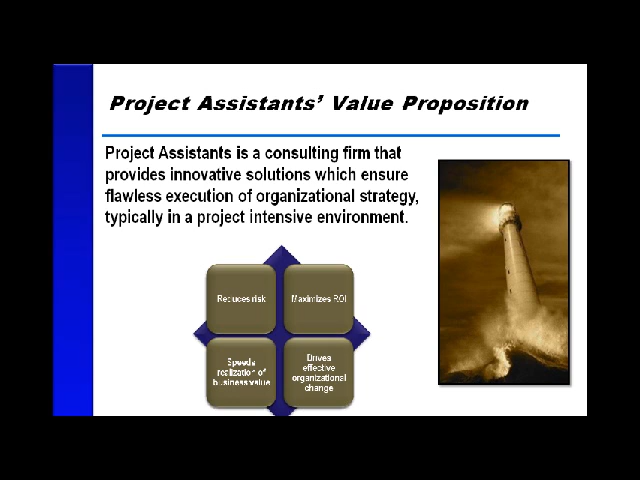 Project Assistants' Value Proposition
Project Assistants is a consulting firm that
provides innovative solutions which ensure
flawless execution of organizational strategy,
typically in a project intensive environment.
Reduces risk
Maximizes ROI
Speeds
realization of
business value
Drives
effective
organizational
change